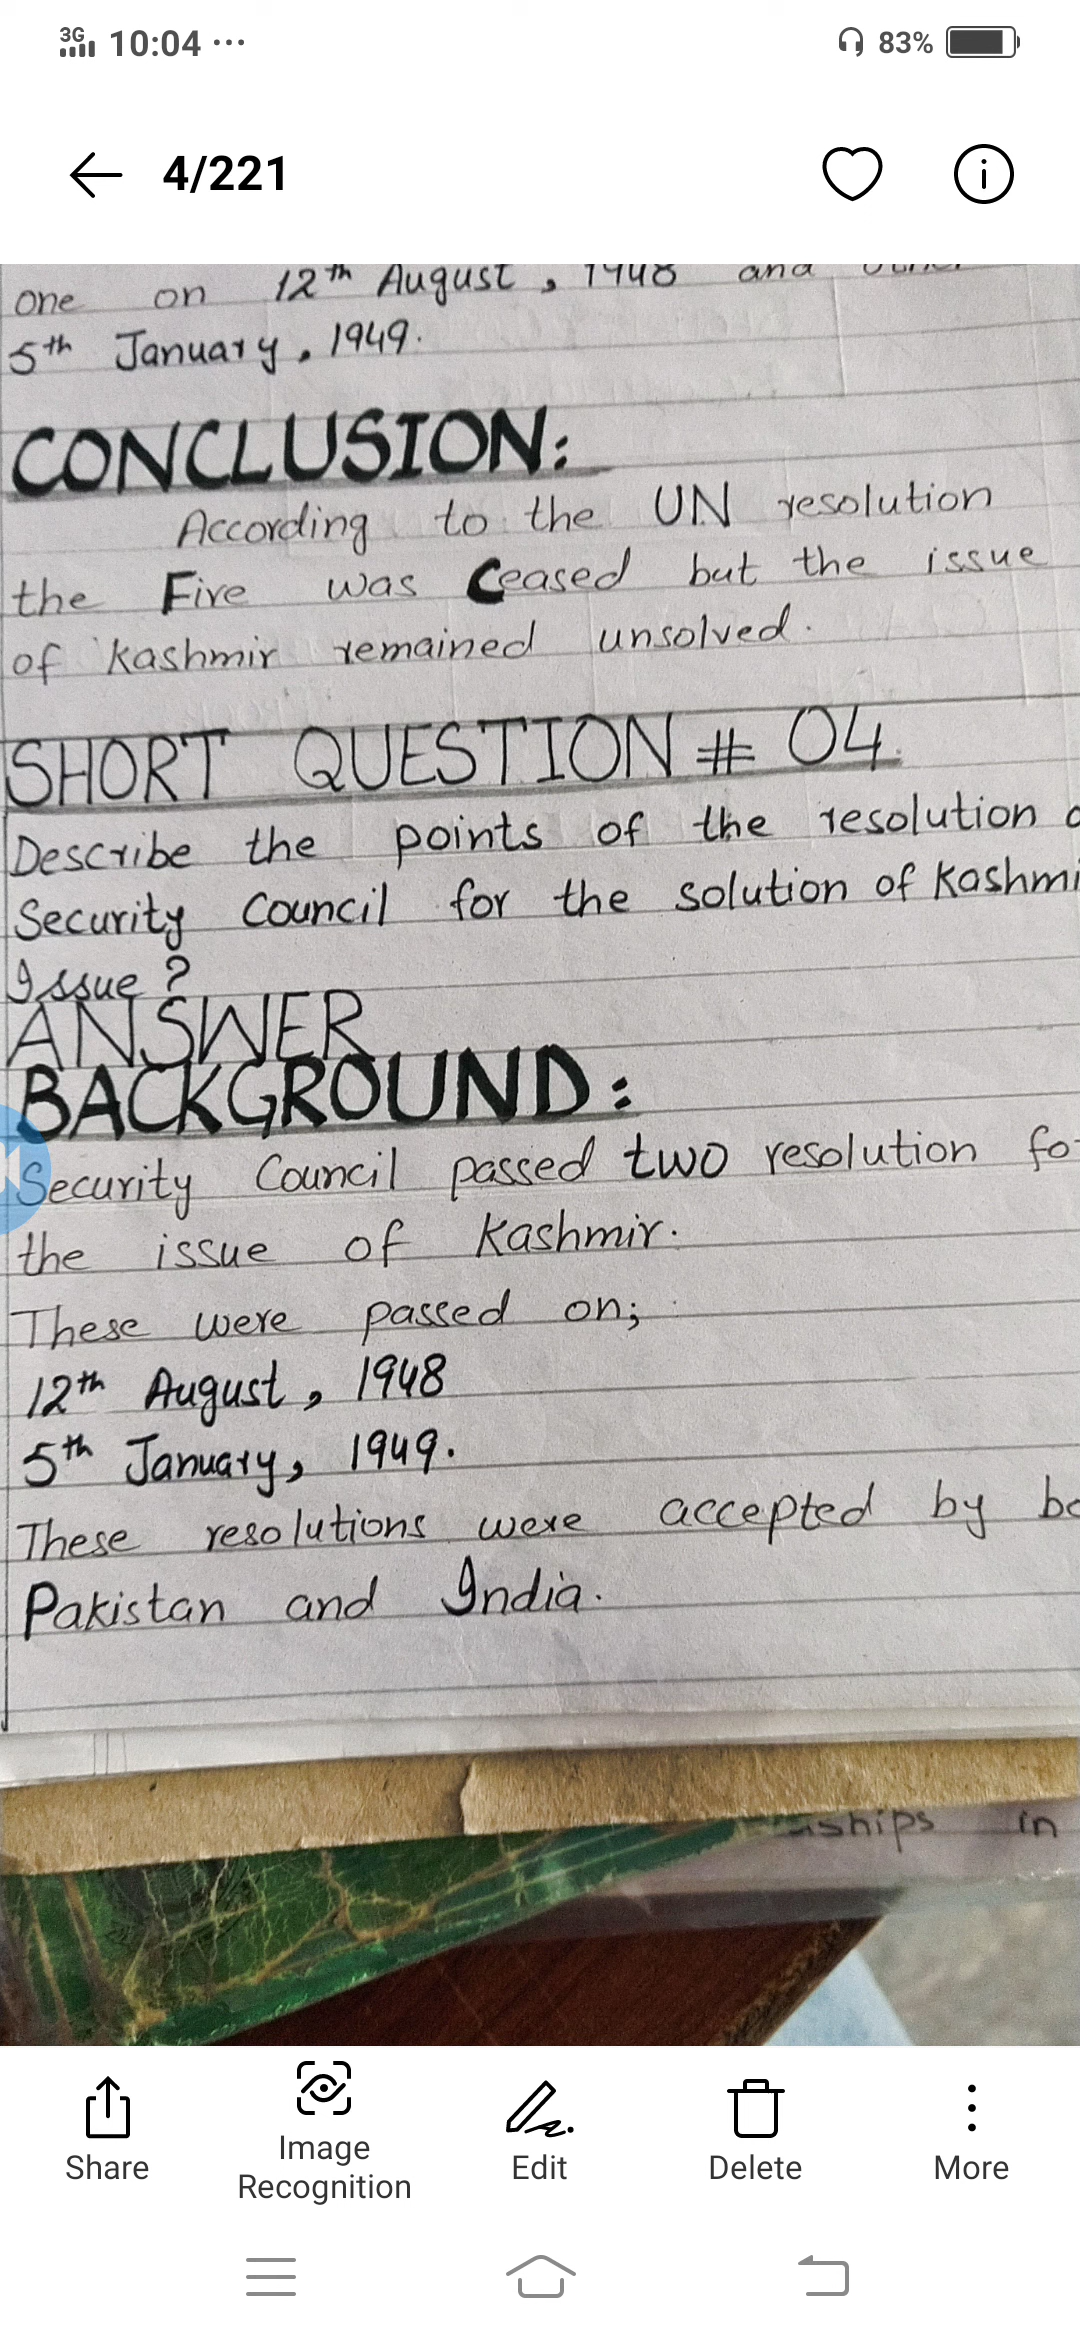 3G 10:04 ... 83%
4/221
one on 12th August, 1948 and other
5th January, 1949.
CONCLUSION:
According to the UN resolution
the Fire was Ceased but the issue
of Kashmir remained unsolved.
SHORT QUESTION # 04
Describe the points of the resolution
Security Council for the solution of Kashmi
Issue ?
ANSWER
BACKGROUND:
Security Council passed two resolution fo
the issue of Kashmir.
These were passed on;
12th August, 1948
5th January, 1949.
These resolutions were accepted by
Pakistan and India.
ships in
Share
Image
Recognition
Edit
Delete
More